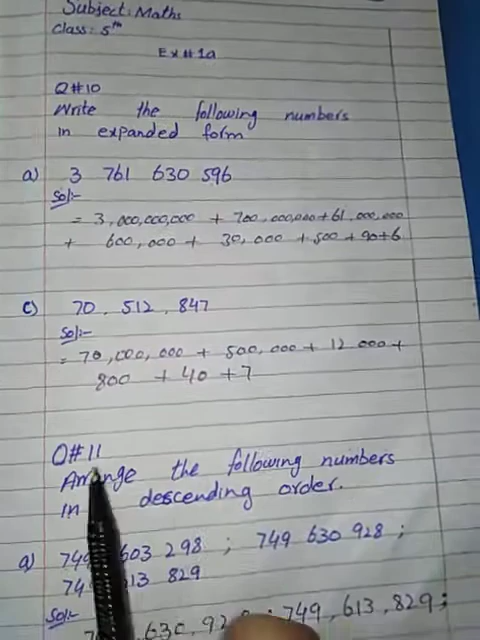 Subject: Maths
Class: 5th
Ex # 1a
Q#10
Write the following numbers
in expanded form
a) 3 761 630 596
Sol:-
= 3,000,000,000 + 700,000,000+61,000,000
+ 600,000 + 30,000 + 500 + 90+6
c) 70, 512, 847
Sol:-
= 70,000,000 + 500,000+ 12 000+
800 + 40 + 7
Q#11
Arrange the following numbers
in descending order.
a) 603 298 ; 749 630 928 ;
829
Sol:-
630, ; 749, 613, 829;